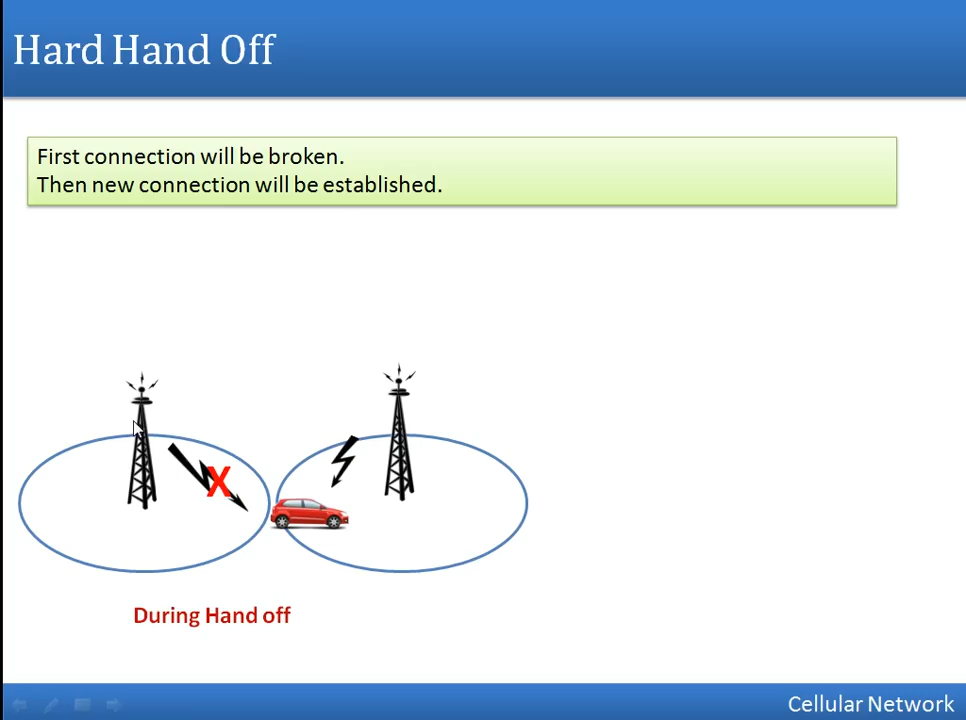 Hard Hand Off
First connection will be broken.
Then new connection will be established.
X
During Hand off
Cellular Network